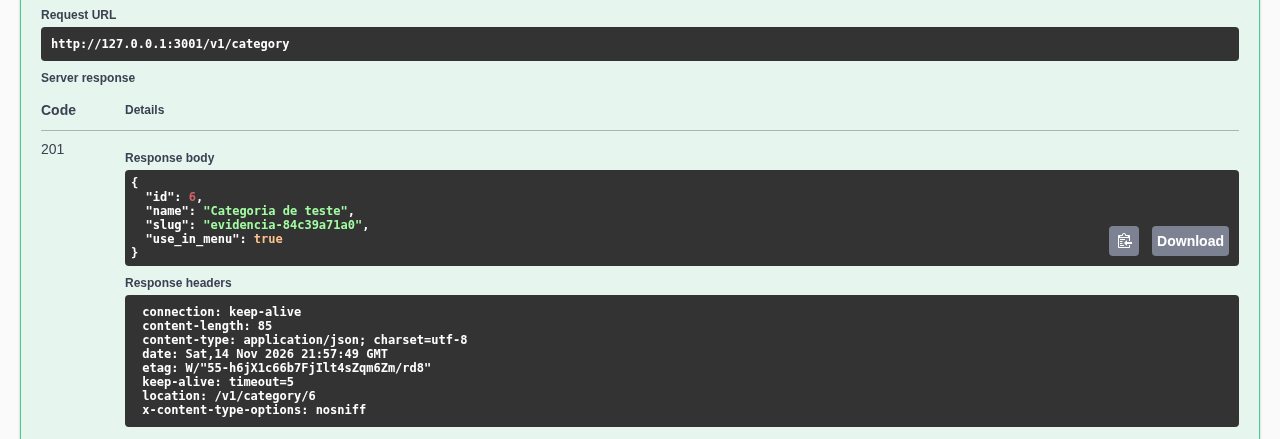 Request URL
http://127.0.0.1:3001/v1/category
Server response
Code Details
201
Response body
{
"id": 6,
"name": "Categoria de teste",
"slug": "evidencia-84c39a71a0",
"use_in_menu": true
}
Download
Response headers
connection: keep-alive
content-length: 85
content-type: application/json; charset=utf-8
date: Sat,14 Nov 2026 21:57:49 GMT
etag: W/"55-h6jX1c66b7FjIlt4sZqm6Zm/rd8"
keep-alive: timeout=5
location: /v1/category/6
x-content-type-options: nosniff